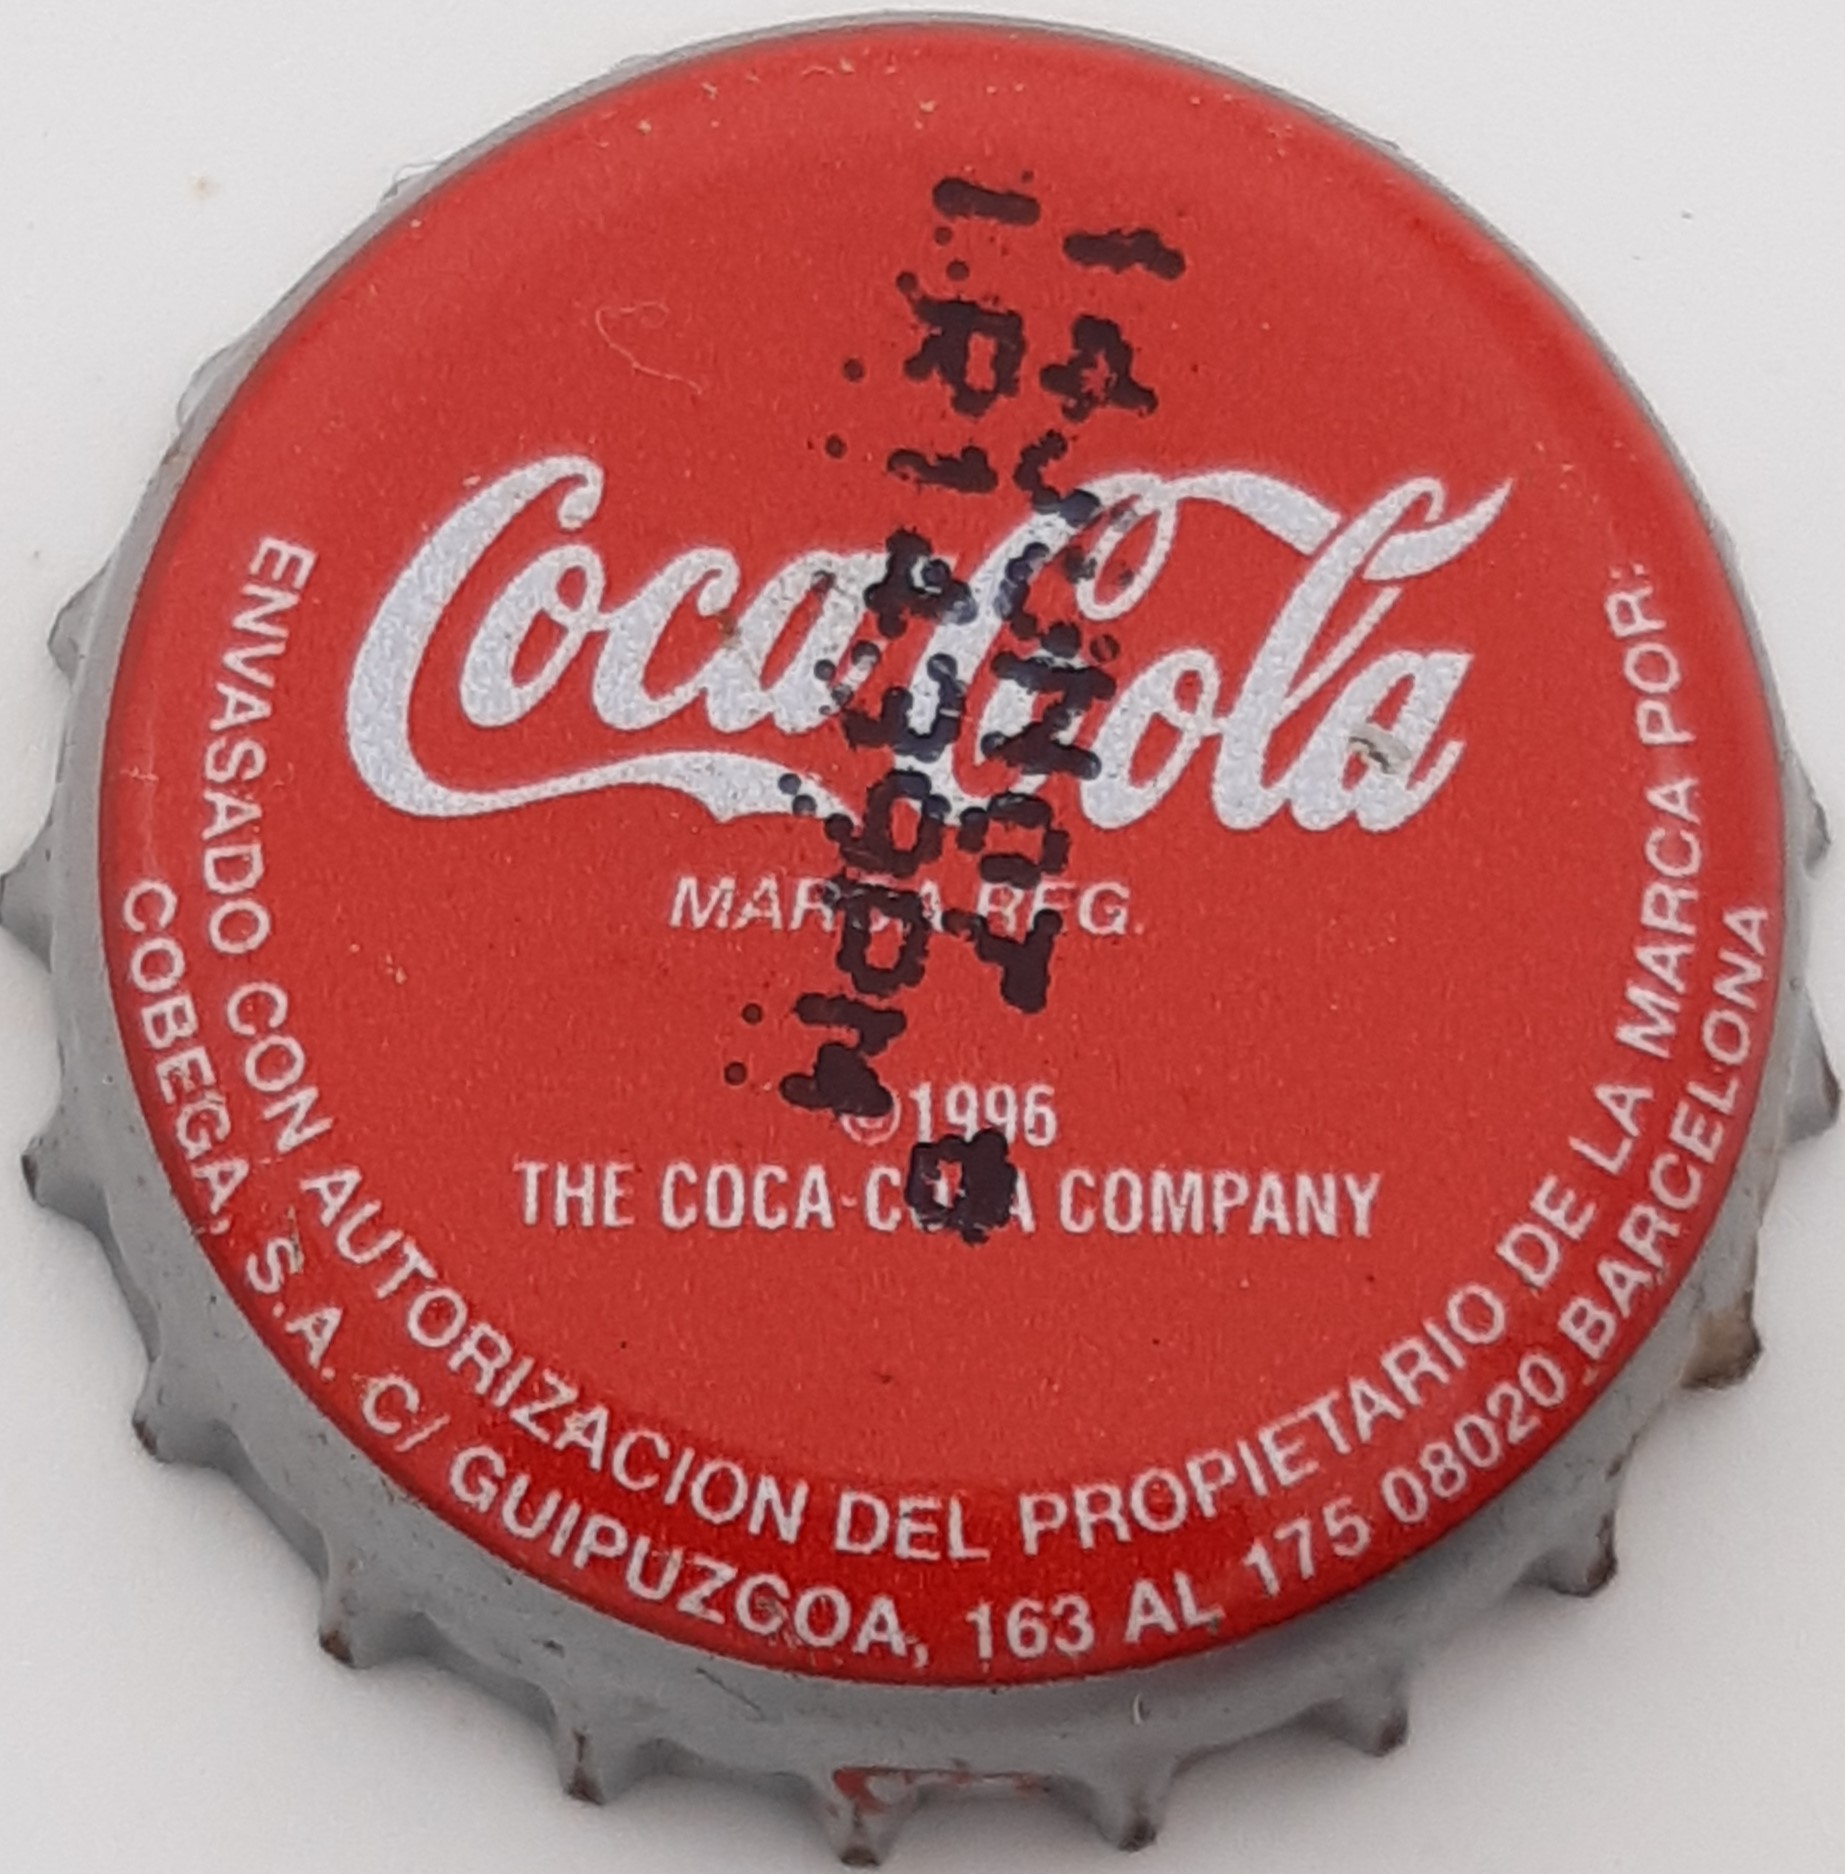 Coca-Cola
MARCA REG.
©1996
THE COCA-COLA COMPANY
ENVASADO CON AUTORIZACION DEL PROPIETARIO DE LA MARCA POR:
COBEGA, S.A. C/ GUIPUZGOA, 163 AL 175 08020 BARCELONA